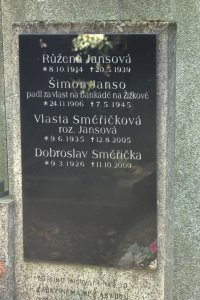 Růžena Jansová
*8.10.1914 ✝20.5.1939
Šimon Janso
padl za vlast na barikádě na Žižkově
*24.11.1906 ✝7.5.1945
Vlasta Směřičková
roz. Jansová
*9.6.1935 ✝12.8.2005
Dobroslav Směřička
*9.3.1926 ✝11.10.2009